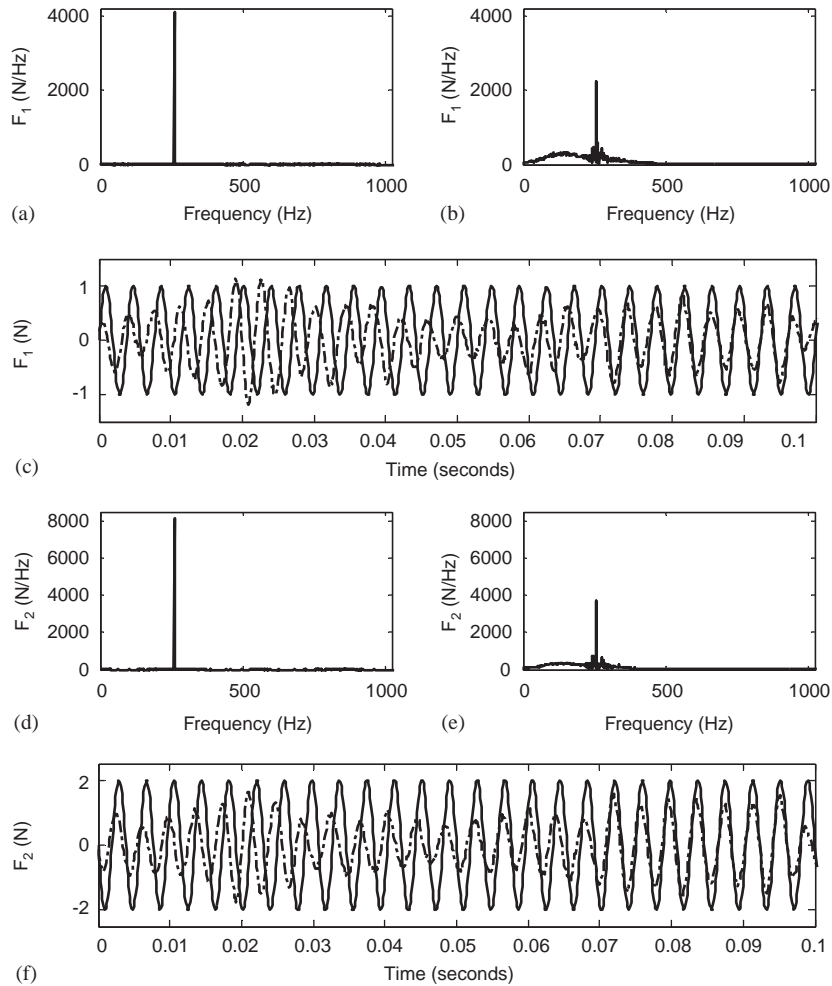 4000
2000
0
F1 (N/Hz)
0 500 1000
Frequency (Hz)
(a)
4000
2000
0
F1 (N/Hz)
0 500 1000
Frequency (Hz)
(b)
1
0
-1
F1 (N)
0 0.01 0.02 0.03 0.04 0.05 0.06 0.07 0.08 0.09 0.1
Time (seconds)
(c)
8000
6000
4000
2000
0
F2 (N/Hz)
0 500 1000
Frequency (Hz)
(d)
8000
6000
4000
2000
0
F2 (N/Hz)
0 500 1000
Frequency (Hz)
(e)
2
0
-2
F2 (N)
0 0.01 0.02 0.03 0.04 0.05 0.06 0.07 0.08 0.09 0.1
Time (seconds)
(f)